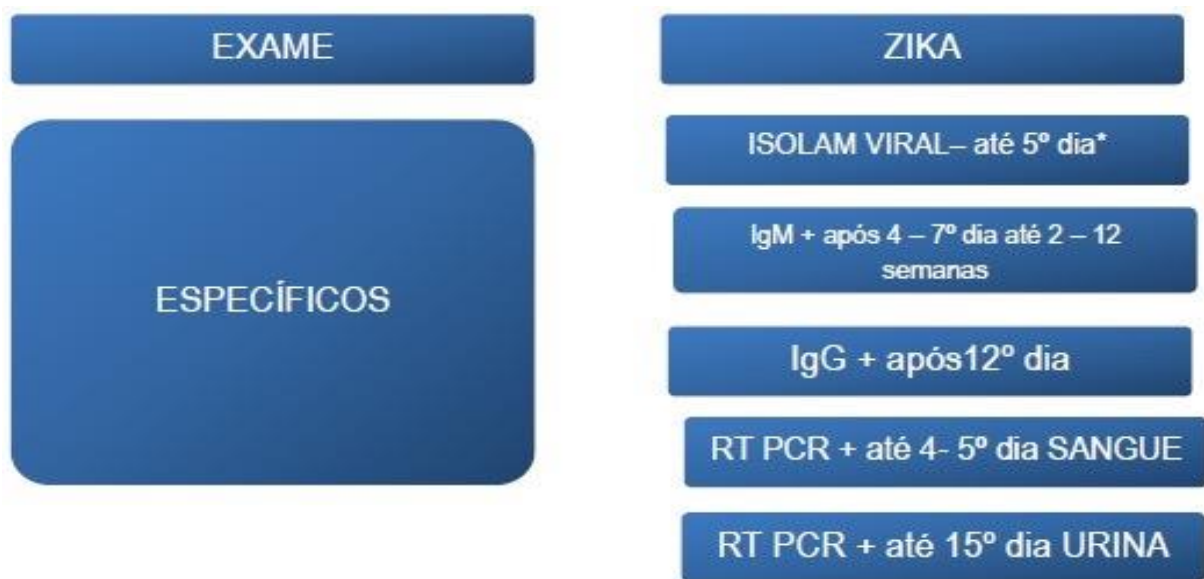 EXAME
ZIKA
ESPECÍFICOS
ISOLAM VIRAL– até 5º dia*
IgM + após 4 – 7º dia até 2 – 12
semanas
IgG + após12º dia
RT PCR + até 4- 5º dia SANGUE
RT PCR + até 15º dia URINA